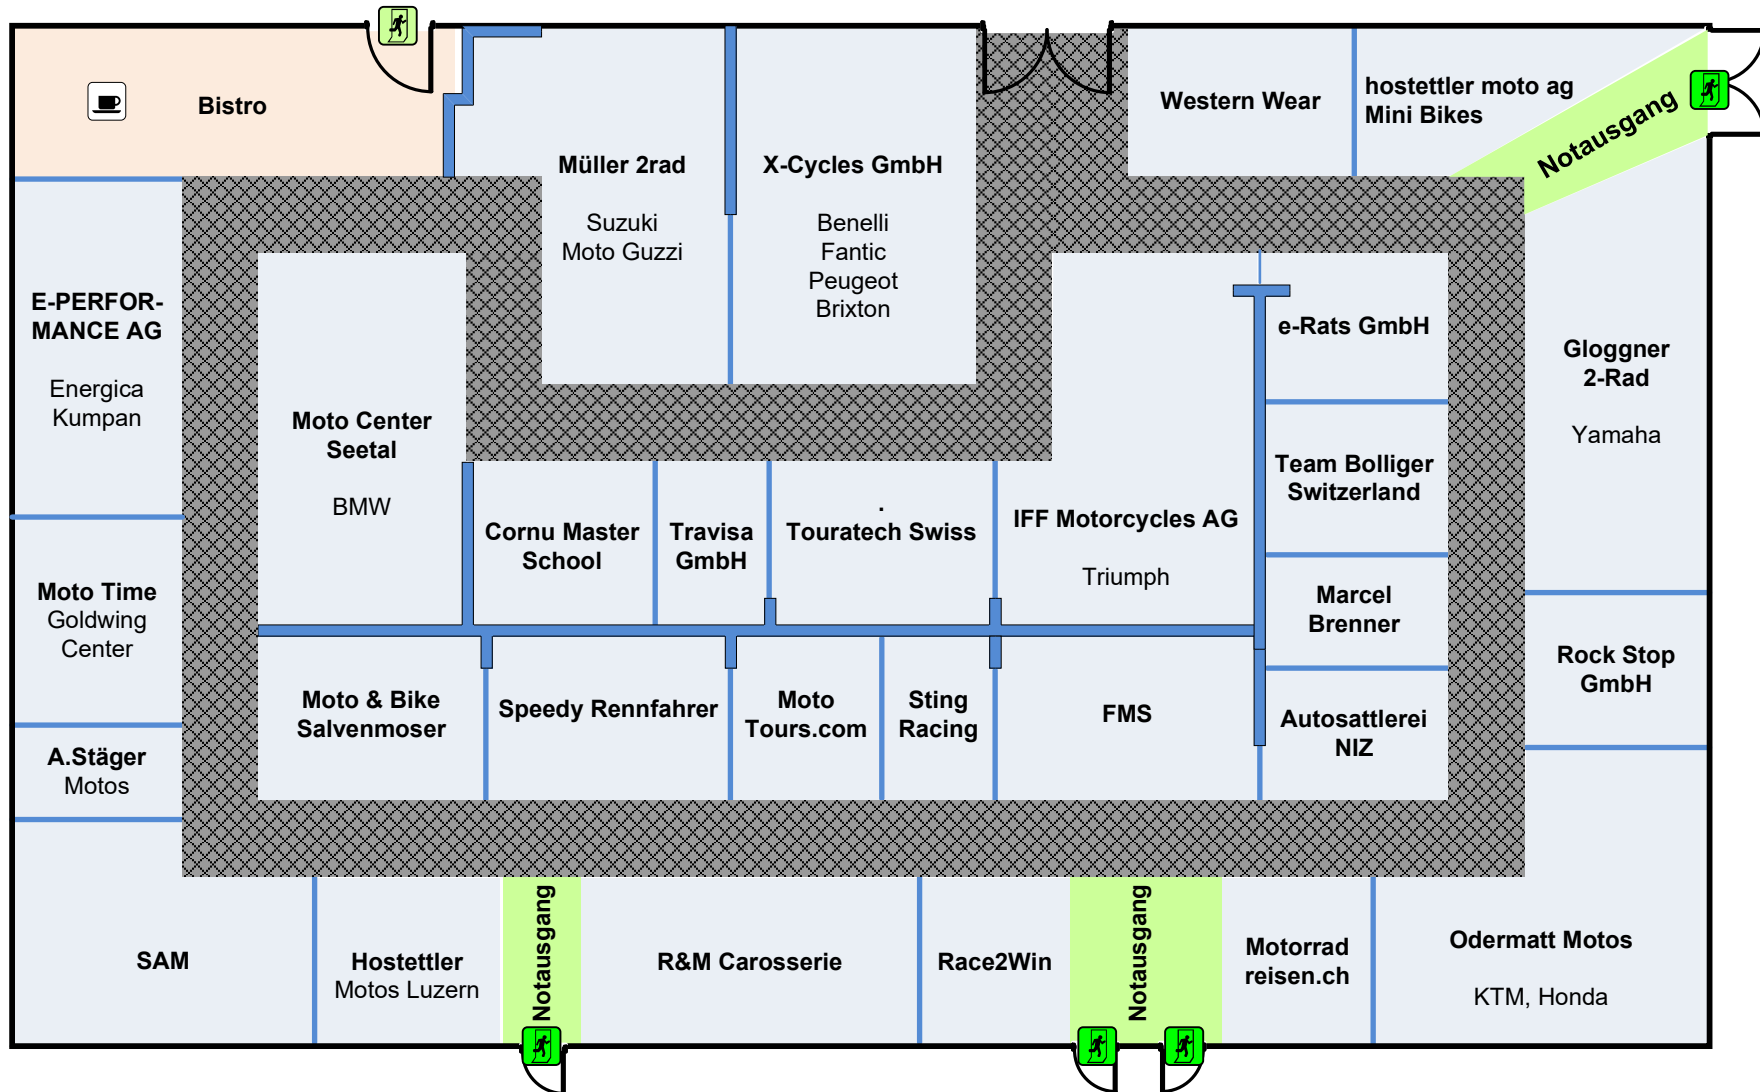 Bistro
Müller 2rad
Suzuki
Moto Guzzi
X-Cycles GmbH
Benelli
Fantic
Peugeot
Brixton
Western Wear
hostettler moto ag
Mini Bikes
Notausgang
E-PERFOR-
MANCE AG
Energica
Kumpan
Moto Center
Seetal
BMW
e-Rats GmbH
Gloggner
2-Rad
Yamaha
Team Bolliger
Switzerland
Cornu Master
School
Travisa
GmbH
.
Touratech Swiss
IFF Motorcycles AG
Triumph
Moto Time
Goldwing
Center
Marcel
Brenner
Rock Stop
GmbH
Moto & Bike
Salvenmoser
Speedy Rennfahrer
Moto
Tours.com
Sting
Racing
FMS
Autosattlerei
NIZ
A.Stäger
Motos
SAM
Hostettler
Motos Luzern
Notausgang
R&M Carosserie
Race2Win
Notausgang
Motorrad
reisen.ch
Odermatt Motos
KTM, Honda